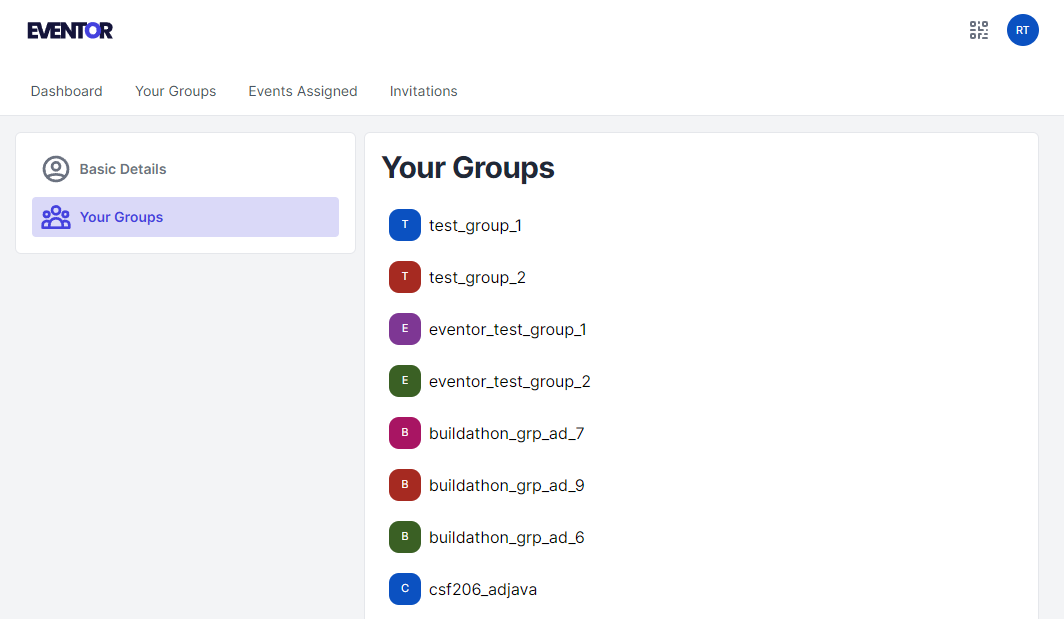 EVENTOR
RT
Dashboard Your Groups Events Assigned Invitations
Basic Details
Your Groups
Your Groups
T test_group_1
T test_group_2
E eventor_test_group_1
E eventor_test_group_2
B buildathon_grp_ad_7
B buildathon_grp_ad_9
B buildathon_grp_ad_6
C csf206_adjava